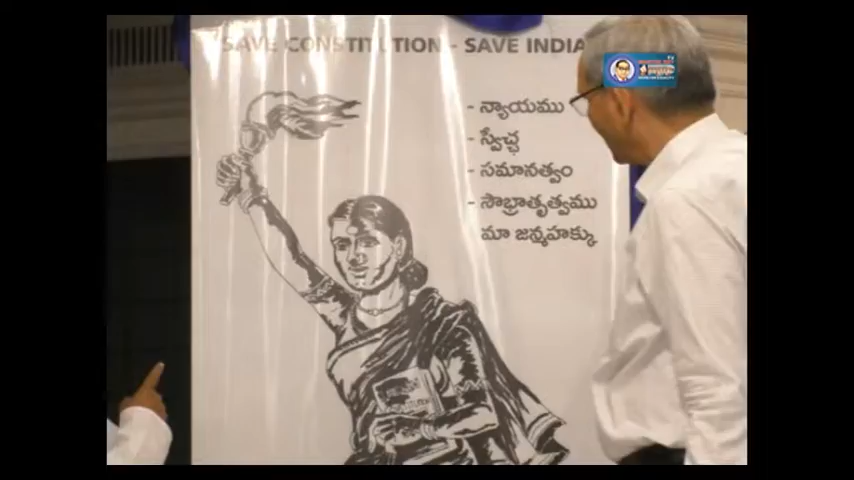 SAVE CONSTITUTION - SAVE INDIA
- న్యాయము
- స్వేచ్ఛ
- సమానత్వం
- సౌభ్రాతృత్వము
మా జన్మహక్కు